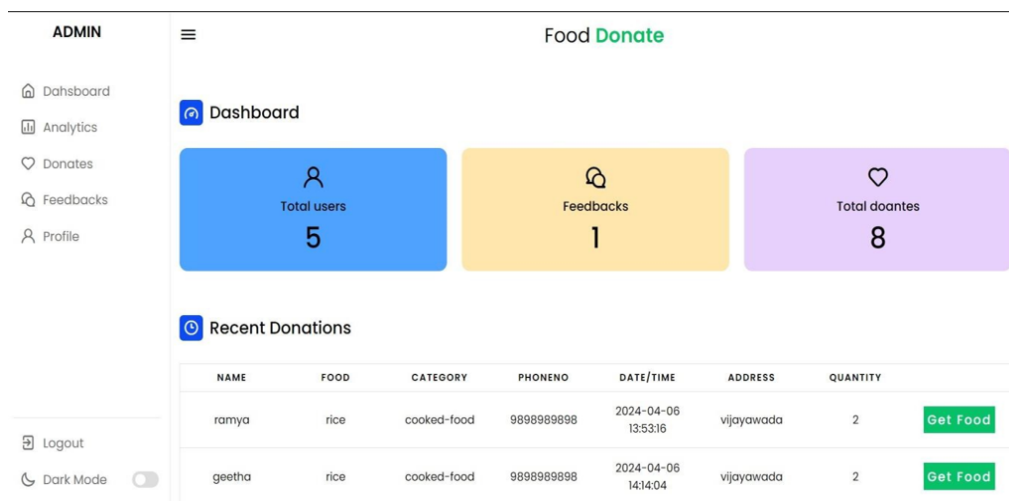 ADMIN
Food Donate
Dahsboard
Analytics
Donates
Feedbacks
Profile
Logout
Dark Mode
Dashboard
Total users
5
Feedbacks
1
Total doantes
8
Recent Donations
NAME FOOD CATEGORY PHONENO DATE/TIME ADDRESS QUANTITY
ramya rice cooked-food 9898989898 2024-04-06 13:53:16 vijayawada 2 Get Food
geetha rice cooked-food 9898989898 2024-04-06 14:14:04 vijayawada 2 Get Food